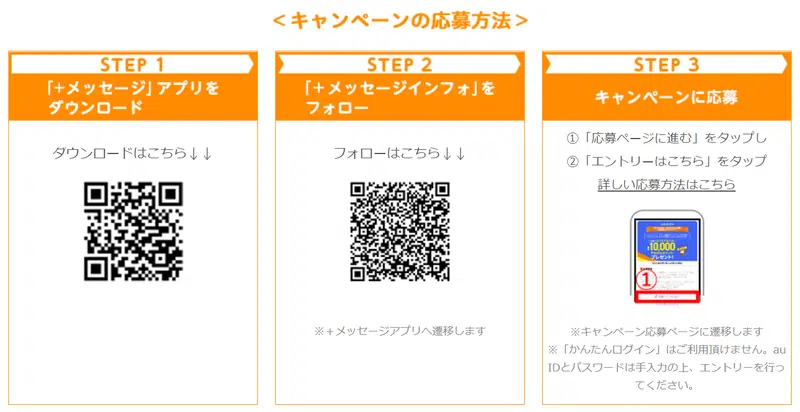 ＜キャンペーンの応募方法＞
STEP 1
「+メッセージ」アプリを
ダウンロード
ダウンロードはこちら↓↓
STEP 2
「＋メッセージインフォ」を
フォロー
フォローはこちら↓↓
※＋メッセージアプリへ遷移します
STEP 3
キャンペーンに応募
①「応募ページに進む」をタップし
②「エントリーはこちら」をタップ
詳しい応募方法はこちら
10,000
プレゼント!
①
※キャンペーン応募ページに遷移します
※「かんたんログイン」はご利用頂けません。au
IDとパスワードは手入力の上、エントリーを行っ
てください。